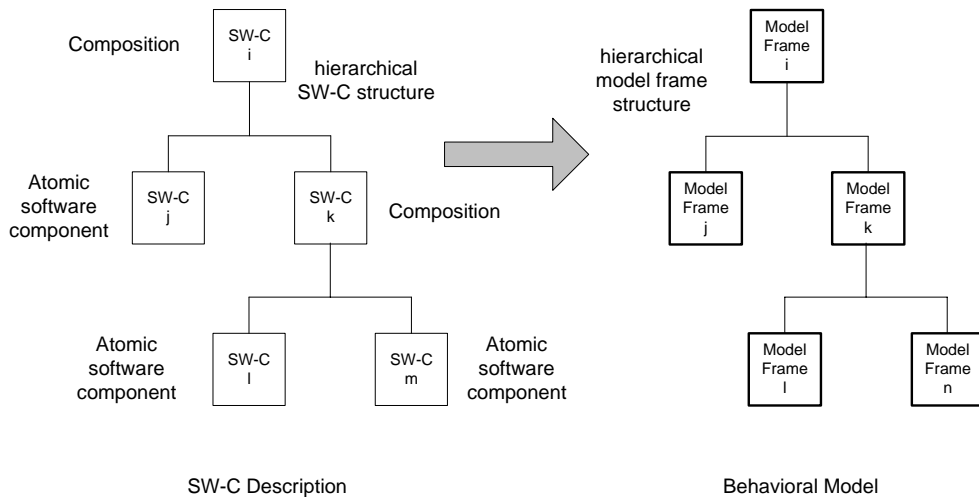 Composition
SW-C
i
hierarchical
SW-C structure
Atomic
software
component
SW-C
j
SW-C
k
Composition
Atomic
software
component
SW-C
l
SW-C
m
Atomic
software
component
SW-C Description
hierarchical
model frame
structure
Model
Frame
i
Model
Frame
j
Model
Frame
k
Model
Frame
l
Model
Frame
n
Behavioral Model